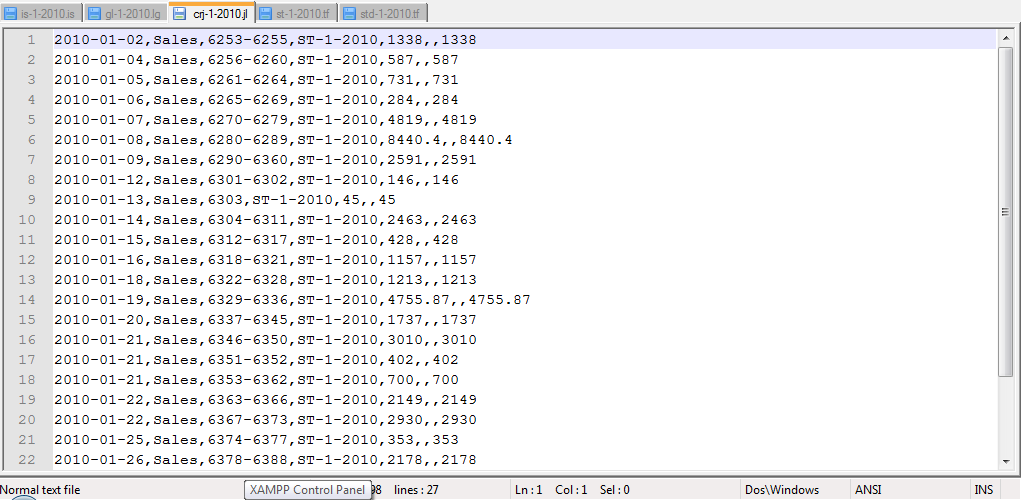 is-1-2010.is gl-1-2010.lg crj-1-2010.jl st-1-2010.tf std-1-2010.tf
1 2010-01-02,Sales,6253-6255,ST-1-2010,1338,,1338
2 2010-01-04,Sales,6256-6260,ST-1-2010,587,,587
3 2010-01-05,Sales,6261-6264,ST-1-2010,731,,731
4 2010-01-06,Sales,6265-6269,ST-1-2010,284,,284
5 2010-01-07,Sales,6270-6279,ST-1-2010,4819,,4819
6 2010-01-08,Sales,6280-6289,ST-1-2010,8440.4,,8440.4
7 2010-01-09,Sales,6290-6360,ST-1-2010,2591,,2591
8 2010-01-12,Sales,6301-6302,ST-1-2010,146,,146
9 2010-01-13,Sales,6303,ST-1-2010,45,,45
10 2010-01-14,Sales,6304-6311,ST-1-2010,2463,,2463
11 2010-01-15,Sales,6312-6317,ST-1-2010,428,,428
12 2010-01-16,Sales,6318-6321,ST-1-2010,1157,,1157
13 2010-01-18,Sales,6322-6328,ST-1-2010,1213,,1213
14 2010-01-19,Sales,6329-6336,ST-1-2010,4755.87,,4755.87
15 2010-01-20,Sales,6337-6345,ST-1-2010,1737,,1737
16 2010-01-21,Sales,6346-6350,ST-1-2010,3010,,3010
17 2010-01-21,Sales,6351-6352,ST-1-2010,402,,402
18 2010-01-21,Sales,6353-6362,ST-1-2010,700,,700
19 2010-01-22,Sales,6363-6366,ST-1-2010,2149,,2149
20 2010-01-22,Sales,6367-6373,ST-1-2010,2930,,2930
21 2010-01-25,Sales,6374-6377,ST-1-2010,353,,353
22 2010-01-26,Sales,6378-6388,ST-1-2010,2178,,2178
Normal text file XAMPP Control Panel 98 lines : 27 Ln : 1 Col : 1 Sel : 0 Dos\Windows ANSI INS